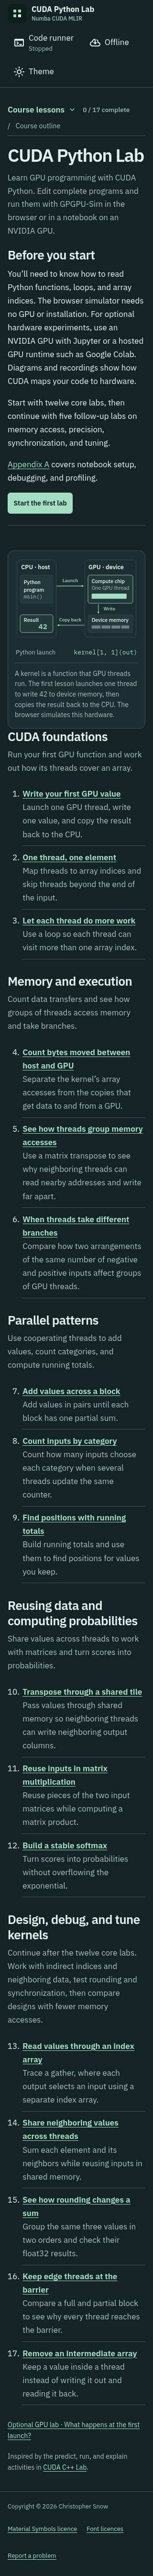 CUDA Python Lab
Numba CUDA MLIR
Code runner
Stopped
Offline
Theme
Course lessons
0 / 17 complete
/ Course outline
CUDA Python Lab
Learn GPU programming with CUDA
Python. Edit complete programs and
run them with GPGPU-Sim in the
browser or in a notebook on an
NVIDIA GPU.
Before you start
You’ll need to know how to read
Python functions, loops, and array
indices. The browser simulator needs
no GPU or installation. For optional
hardware experiments, use an
NVIDIA GPU with Jupyter or a hosted
GPU runtime such as Google Colab.
Diagrams and recordings show how
CUDA maps your code to hardware.
Start with twelve core labs, then
continue with five follow-up labs on
memory access, precision,
synchronization, and tuning.
Appendix A covers notebook setup,
debugging, and profiling.
Start the first lab
CPU · host
GPU · device
Python
program
main()
Launch
Compute chip
One GPU thread
Write
Result
42
Copy back
Device memory
Python launch
kernel[1, 1](out)
A kernel is a function that GPU threads
run. The first lesson launches one thread
to write 42 to device memory, then
copies the result back to the CPU. The
browser simulates this hardware.
CUDA foundations
Run your first GPU function and work
out how its threads cover an array.
1. Write your first GPU value
Launch one GPU thread, write
one value, and copy the result
back to the CPU.
2. One thread, one element
Map threads to array indices and
skip threads beyond the end of
the input.
3. Let each thread do more work
Use a loop so each thread can
visit more than one array index.
Memory and execution
Count data transfers and see how
groups of threads access memory
and take branches.
4. Count bytes moved between
host and GPU
Separate the kernel’s array
accesses from the copies that
get data to and from a GPU.
5. See how threads group memory
accesses
Use a matrix transpose to see
why neighboring threads can
read nearby addresses and write
far apart.
6. When threads take different
branches
Compare how two arrangements
of the same number of negative
and positive inputs affect groups
of GPU threads.
Parallel patterns
Use cooperating threads to add
values, count categories, and
compute running totals.
7. Add values across a block
Add values in pairs until each
block has one partial sum.
8. Count inputs by category
Count how many inputs choose
each category when several
threads update the same
counter.
9. Find positions with running
totals
Build running totals and use
them to find positions for values
you keep.
Reusing data and
computing probabilities
Share values across threads to work
with matrices and turn scores into
probabilities.
10. Transpose through a shared tile
Pass values through shared
memory so neighboring threads
can write neighboring output
columns.
11. Reuse inputs in matrix
multiplication
Reuse pieces of the two input
matrices while computing a
matrix product.
12. Build a stable softmax
Turn scores into probabilities
without overflowing the
exponential.
Design, debug, and tune
kernels
Continue after the twelve core labs.
Work with indirect indices and
neighboring data, test rounding and
synchronization, then compare
designs with fewer memory
accesses.
13. Read values through an index
array
Trace a gather, where each
output selects an input using a
separate index array.
14. Share neighboring values
across threads
Sum each element and its
neighbors while reusing inputs in
shared memory.
15. See how rounding changes a
sum
Group the same three values in
two orders and check their
float32 results.
16. Keep edge threads at the
barrier
Compare a full and partial block
to see why every thread reaches
the barrier.
17. Remove an intermediate array
Keep a value inside a thread
instead of writing it out and
reading it back.
Optional GPU lab · What happens at the first
launch?
Inspired by the predict, run, and explain
activities in CUDA C++ Lab.
Copyright © 2026 Christopher Snow
Material Symbols licence
Font licences
Report a problem